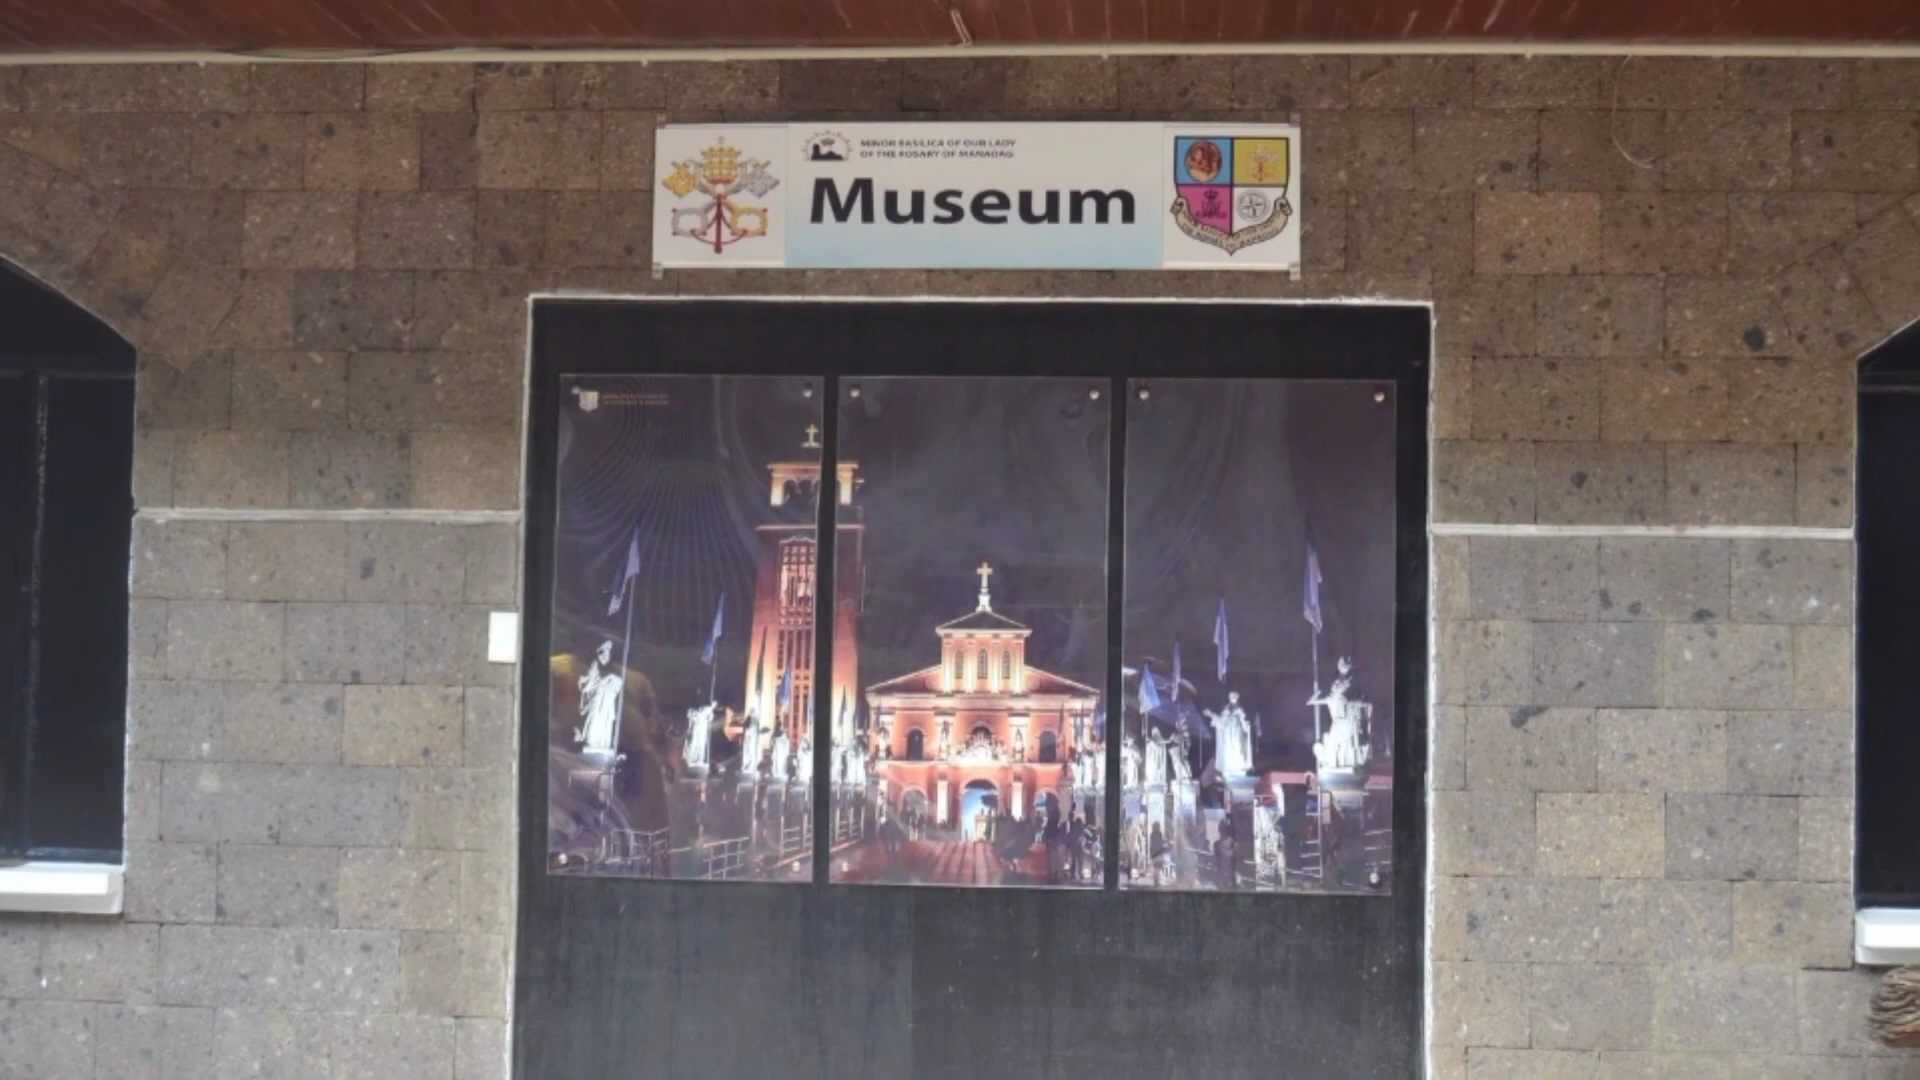 MINOR BASILICA OF OUR LADY
OF THE ROSARY OF MANAOAG
Museum